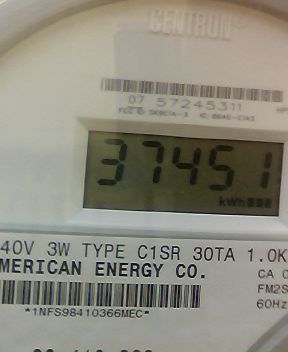 CENTRON®
07 57245311
37451
kWh
40V 3W TYPE C1SR 30TA 1.0K
MERICAN ENERGY CO.
CA 0
FM2S
60Hz
*1NFS98410366MEC*